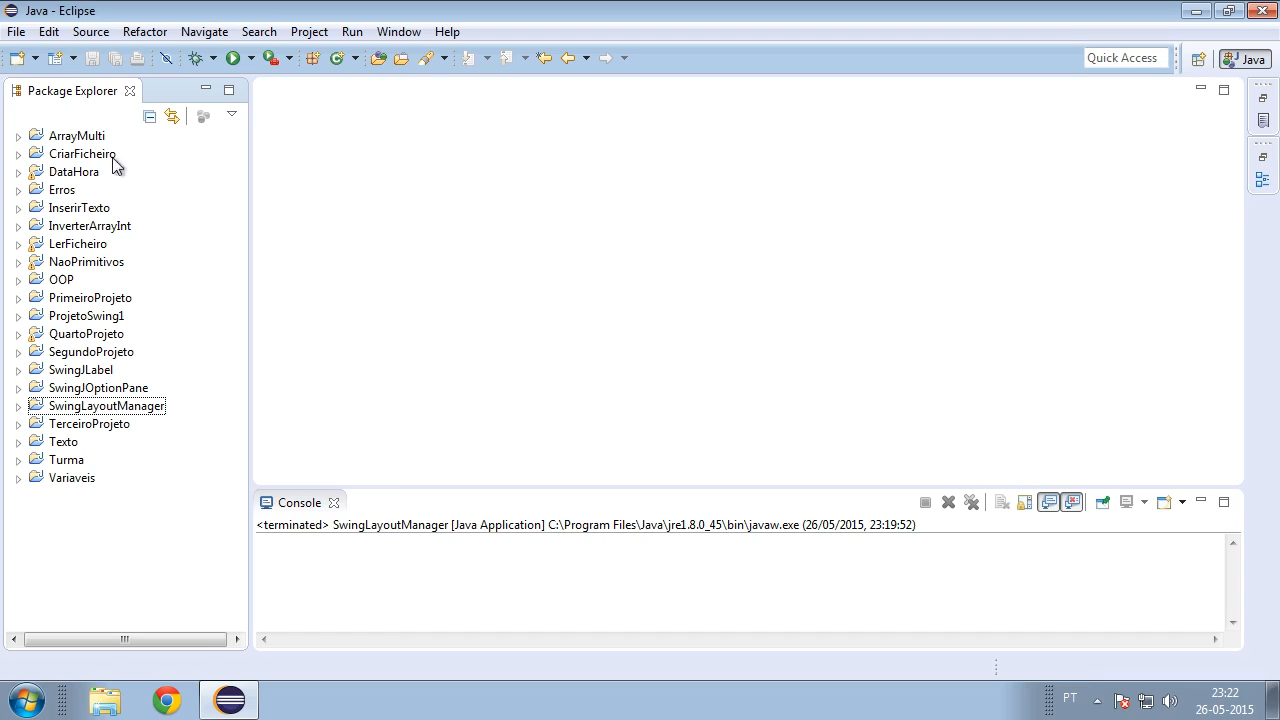 Java - Eclipse
File Edit Source Refactor Navigate Search Project Run Window Help
Quick Access
Java
Package Explorer
ArrayMulti
CriarFicheiro
DataHora
Erros
InserirTexto
InverterArrayInt
LerFicheiro
NaoPrimitivos
OOP
PrimeiroProjeto
ProjetoSwing1
QuartoProjeto
SegundoProjeto
SwingJLabel
SwingJOptionPane
SwingLayoutManager
TerceiroProjeto
Texto
Turma
Variaveis
Console
<terminated> SwingLayoutManager [Java Application] C:\Program Files\Java\jre1.8.0_45\bin\javaw.exe (26/05/2015, 23:19:52)
PT
23:22
26-05-2015